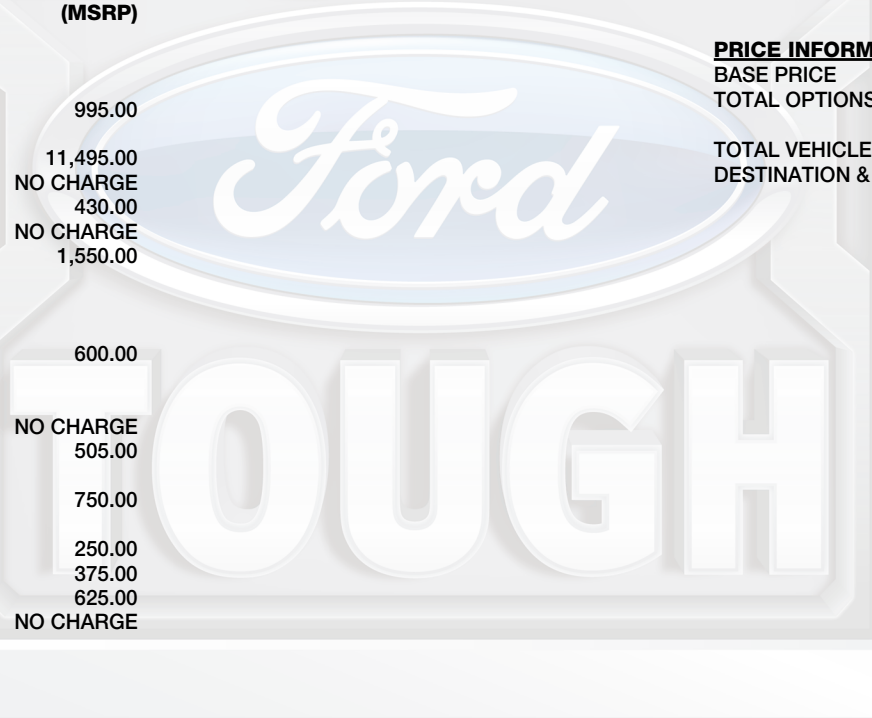 (MSRP)
995.00
11,495.00
NO CHARGE
430.00
NO CHARGE
1,550.00
600.00
NO CHARGE
505.00
750.00
250.00
375.00
625.00
NO CHARGE
PRICE INFORM
BASE PRICE
TOTAL OPTIONS
TOTAL VEHICLE
DESTINATION &
Ford
TOUGH